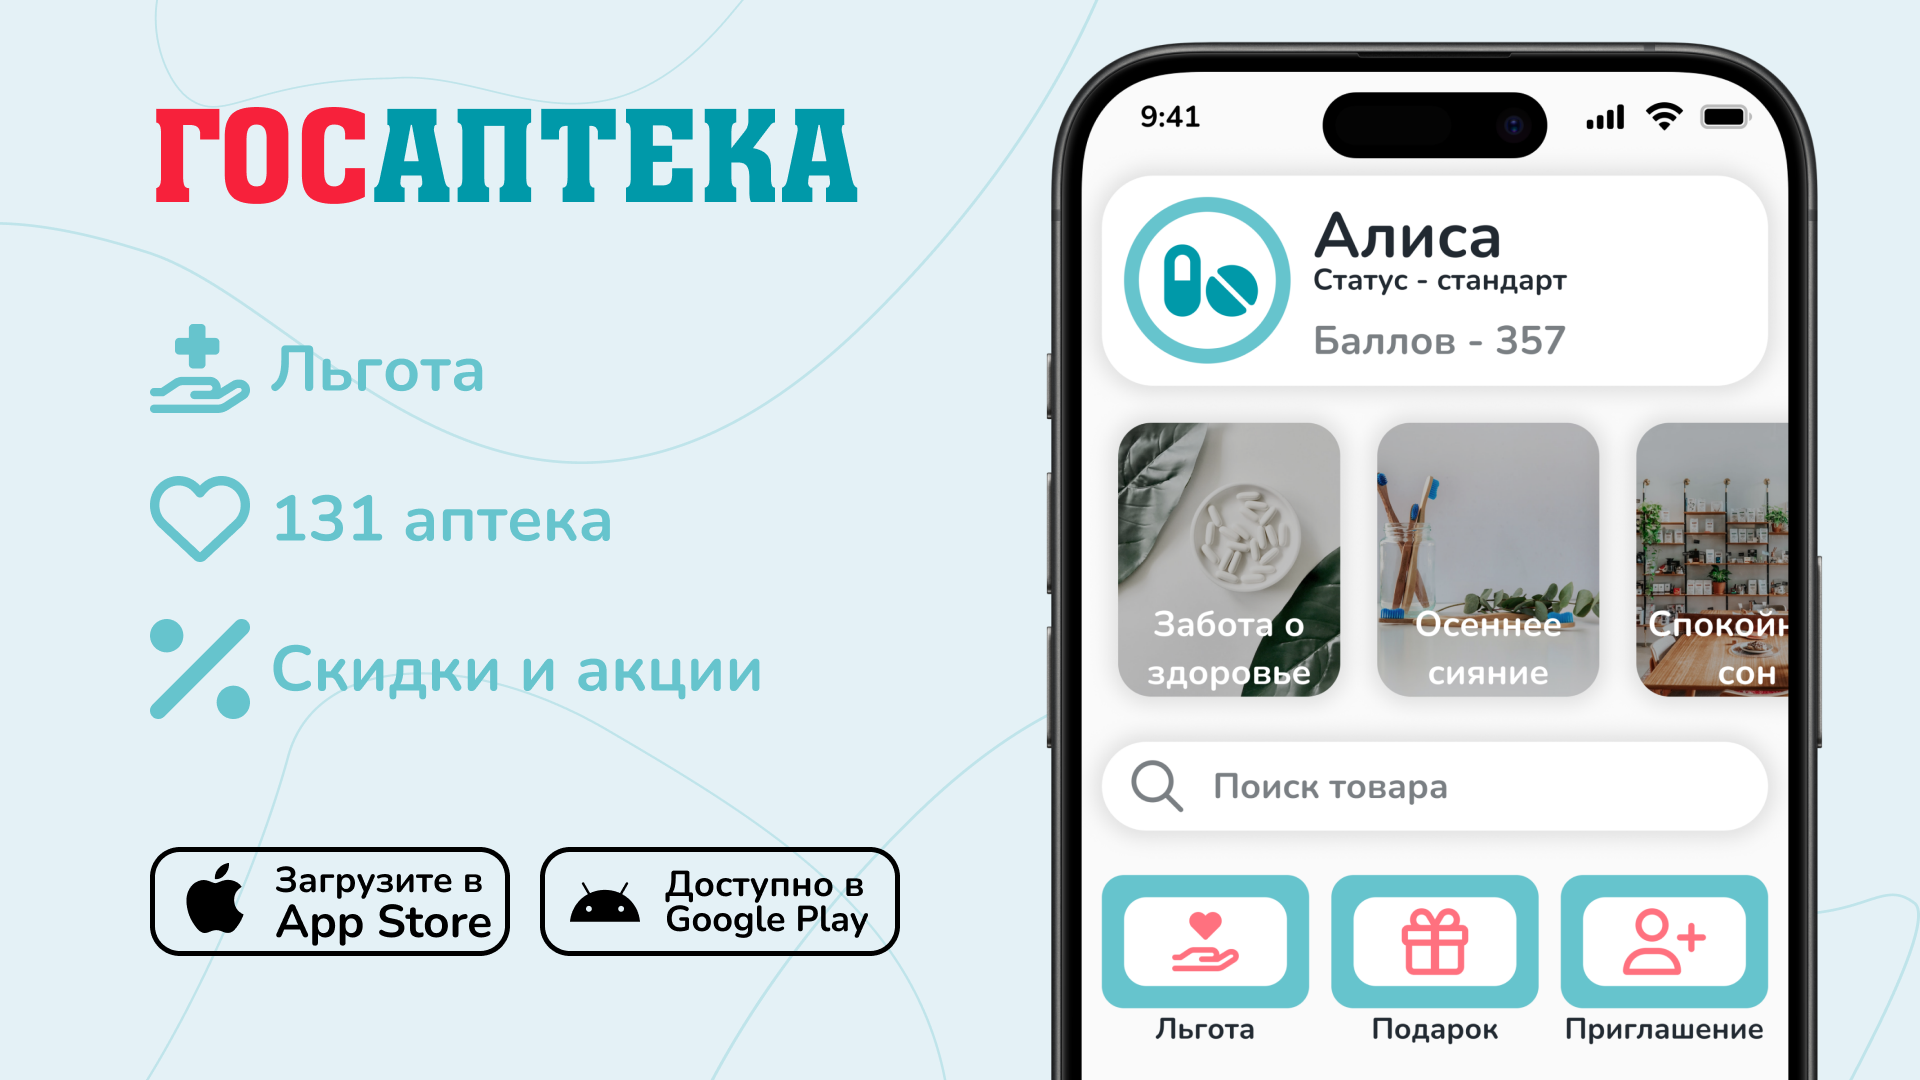 ГОСАПТЕКА
Льгота
131 аптека
Скидки и акции
Загрузите в
App Store
Доступно в
Google Play
9:41
Алиса
Статус - стандарт
Баллов - 357
Забота о
здоровье
Осеннее
сияние
Спокойн
сон
Поиск товара
Льгота
Подарок
Приглашение